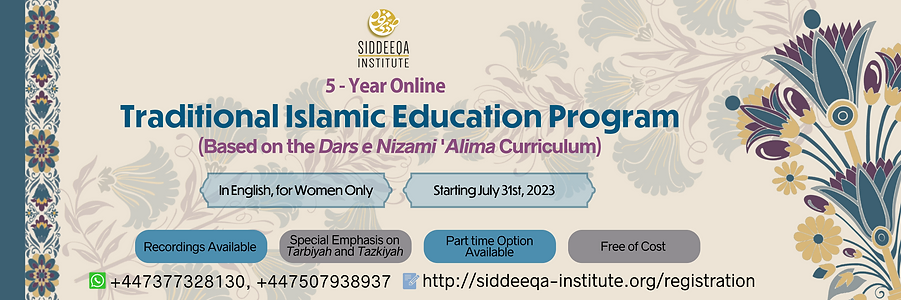 SIDDEEQA
INSTITUTE
5 - Year Online
Traditional Islamic Education Program
(Based on the Dars e Nizami 'Alima Curriculum)
In English, for Women Only
Starting July 31st, 2023
Recordings Available
Special Emphasis on
Tarbiyah and Tazkiyah
Part time Option
Available
Free of Cost
+447377328130, +447507938937
http://siddeeqa-institute.org/registration